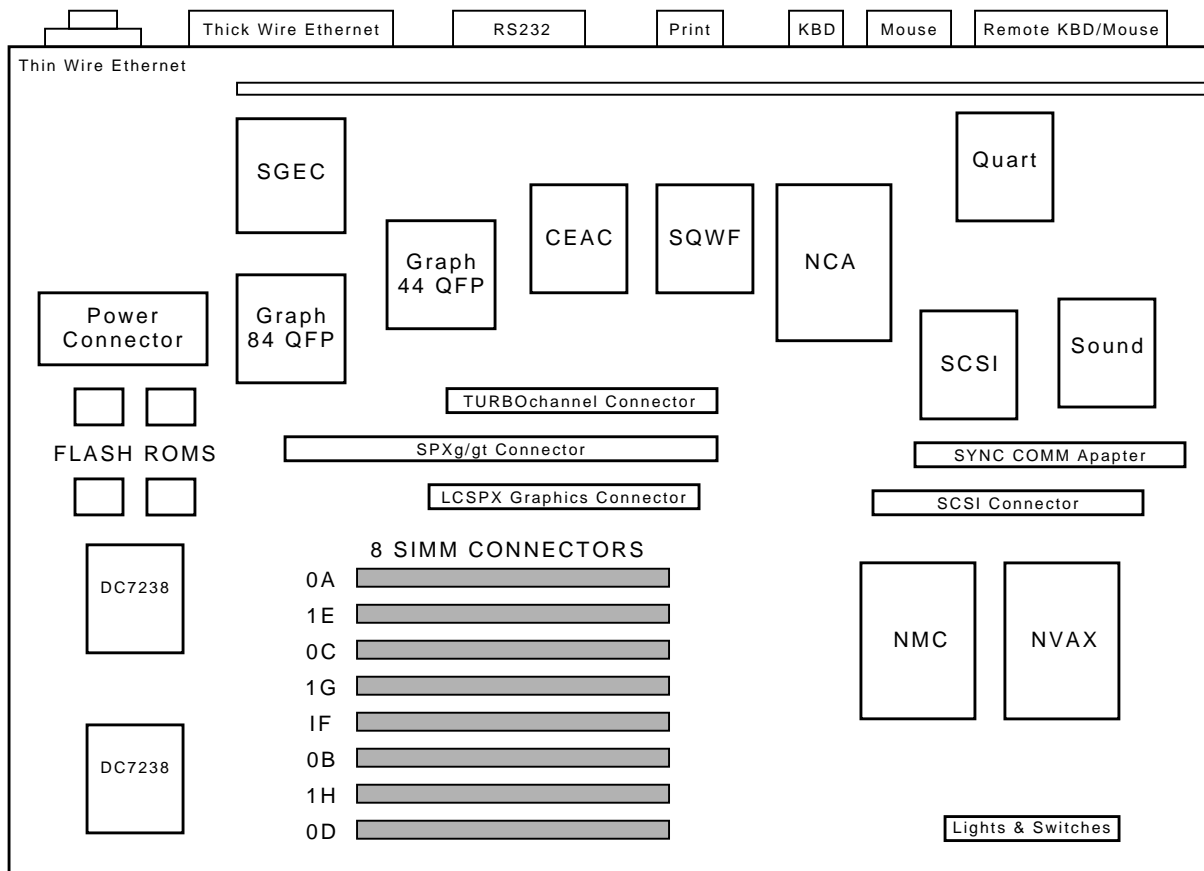 Thick Wire Ethernet
RS232
Print
KBD
Mouse
Remote KBD/Mouse
Thin Wire Ethernet
SGEC
Quart
CEAC
SQWF
NCA
Graph
44 QFP
Power
Connector
Graph
84 QFP
SCSI
Sound
TURBOchannel Connector
FLASH ROMS
SPXg/gt Connector
SYNC COMM Apapter
LCSPX Graphics Connector
SCSI Connector
8 SIMM CONNECTORS
DC7238
0A
1E
0C
1G
IF
0B
1H
0D
NMC
NVAX
DC7238
Lights & Switches